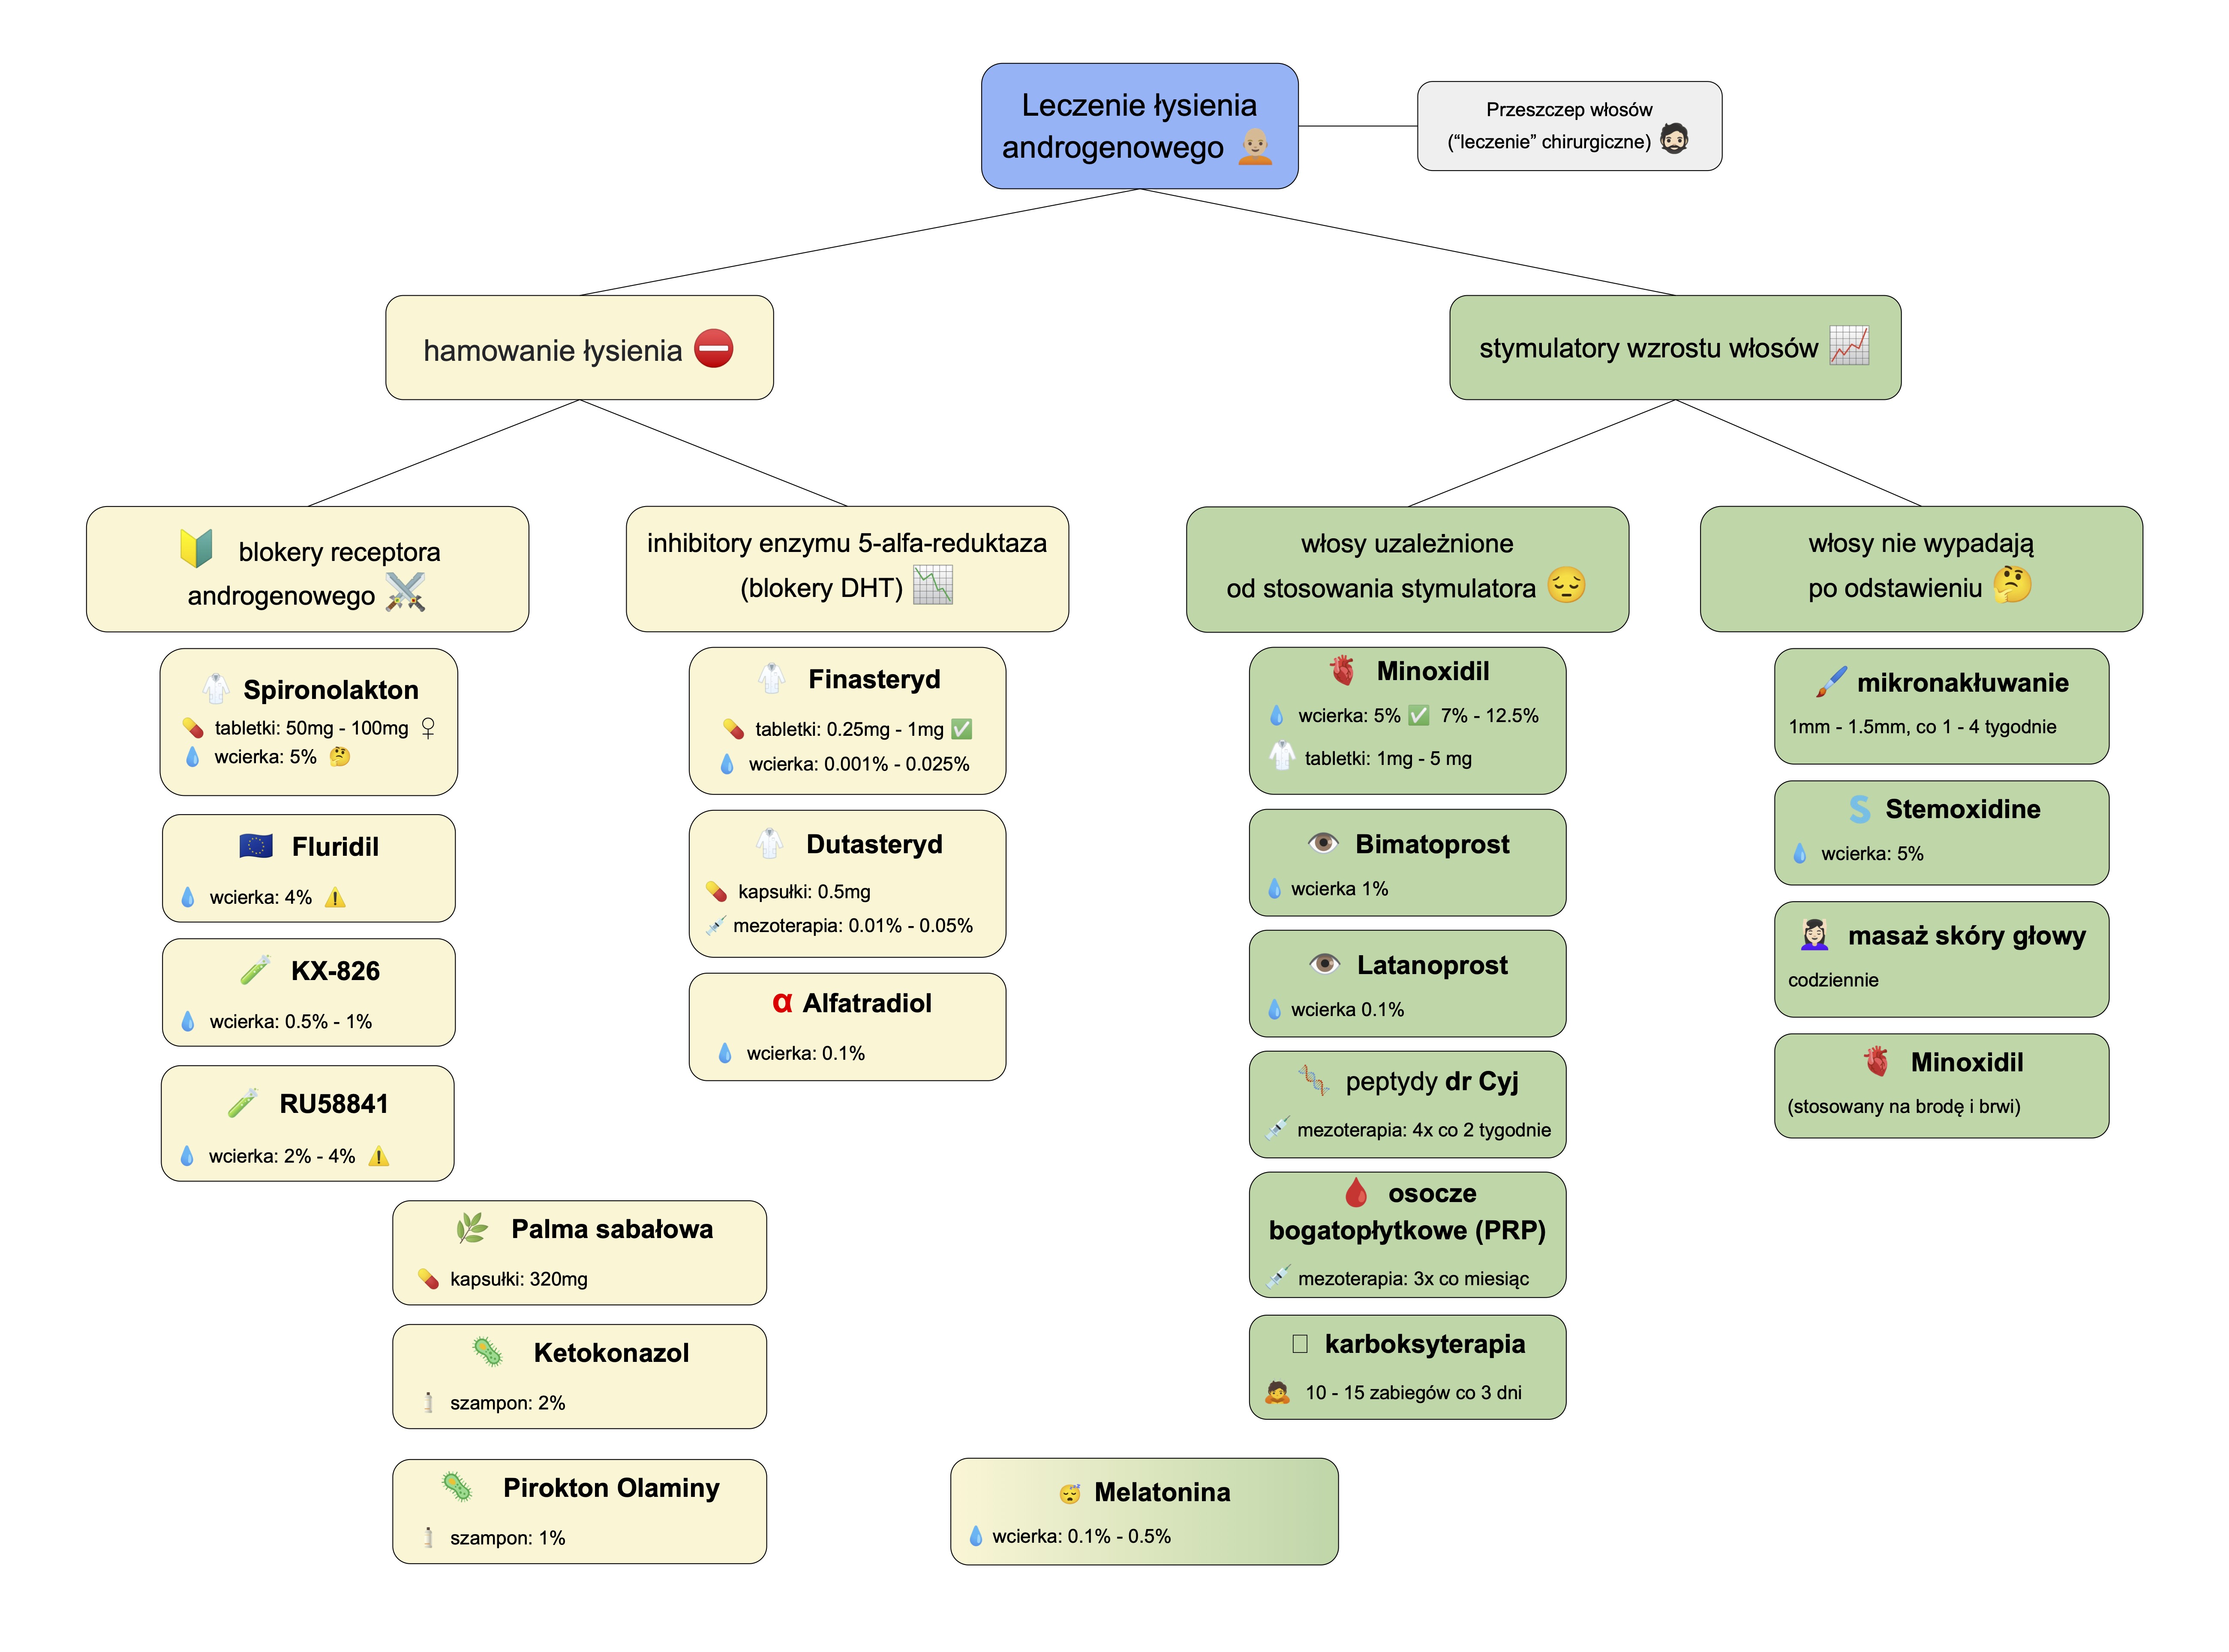 Leczenie łysienia
androgenowego
Przeszczep włosów
(“leczenie” chirurgiczne)
hamowanie łysienia
stymulatory wzrostu włosów
blokery receptora
androgenowego
inhibitory enzymu 5-alfa-reduktaza
(blokery DHT)
włosy uzależnione
od stosowania stymulatora
włosy nie wypadają
po odstawieniu
Spironolakton
tabletki: 50mg - 100mg ♀
wcierka: 5%
Fluridil
wcierka: 4%
KX-826
wcierka: 0.5% - 1%
RU58841
wcierka: 2% - 4%
Finasteryd
tabletki: 0.25mg - 1mg
wcierka: 0.001% - 0.025%
Dutasteryd
kapsułki: 0.5mg
mezoterapia: 0.01% - 0.05%
α Alfatradiol
wcierka: 0.1%
Palma sabałowa
kapsułki: 320mg
Ketokonazol
szampon: 2%
Pirokton Olaminy
szampon: 1%
Minoxidil
wcierka: 5% ✅ 7% - 12.5%
tabletki: 1mg - 5 mg
Bimatoprost
wcierka 1%
Latanoprost
wcierka 0.1%
peptydy dr Cyj
mezoterapia: 4x co 2 tygodnie
osocze
bogatopłytkowe (PRP)
mezoterapia: 3x co miesiąc
karboksyterapia
10 - 15 zabiegów co 3 dni
mikronakłuwanie
1mm - 1.5mm, co 1 - 4 tygodnie
S Stemoxidine
wcierka: 5%
masaż skóry głowy
codziennie
Minoxidil
(stosowany na brodę i brwi)
Melatonina
wcierka: 0.1% - 0.5%